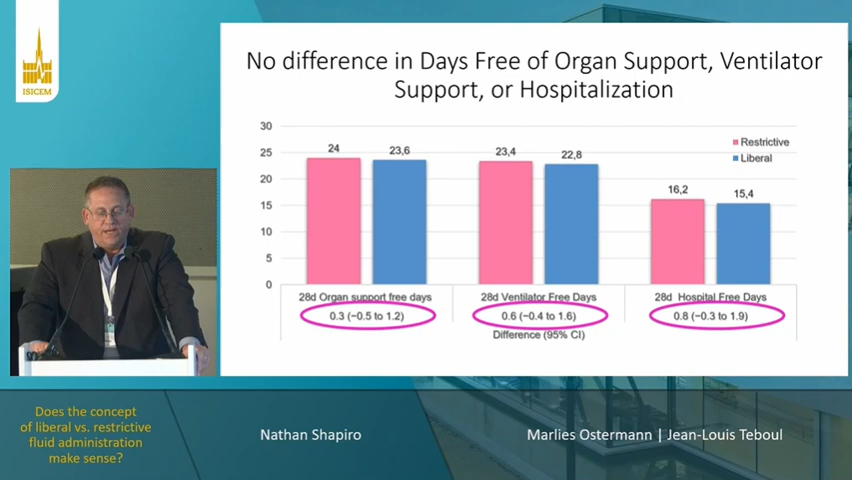 ISICEM
No difference in Days Free of Organ Support, Ventilator
Support, or Hospitalization
30
25
20
15
10
5
0
24
23,6
23,4
22,8
16,2
15,4
Restrictive
Liberal
28d Organ support free days
28d Ventilator Free Days
28d Hospital Free Days
0.3 (−0.5 to 1.2)
0.6 (−0.4 to 1.6)
0.8 (−0.3 to 1.9)
Difference (95% CI)
Does the concept
of liberal vs. restrictive
fluid administration
make sense?
Nathan Shapiro
Marlies Ostermann | Jean-Louis Teboul